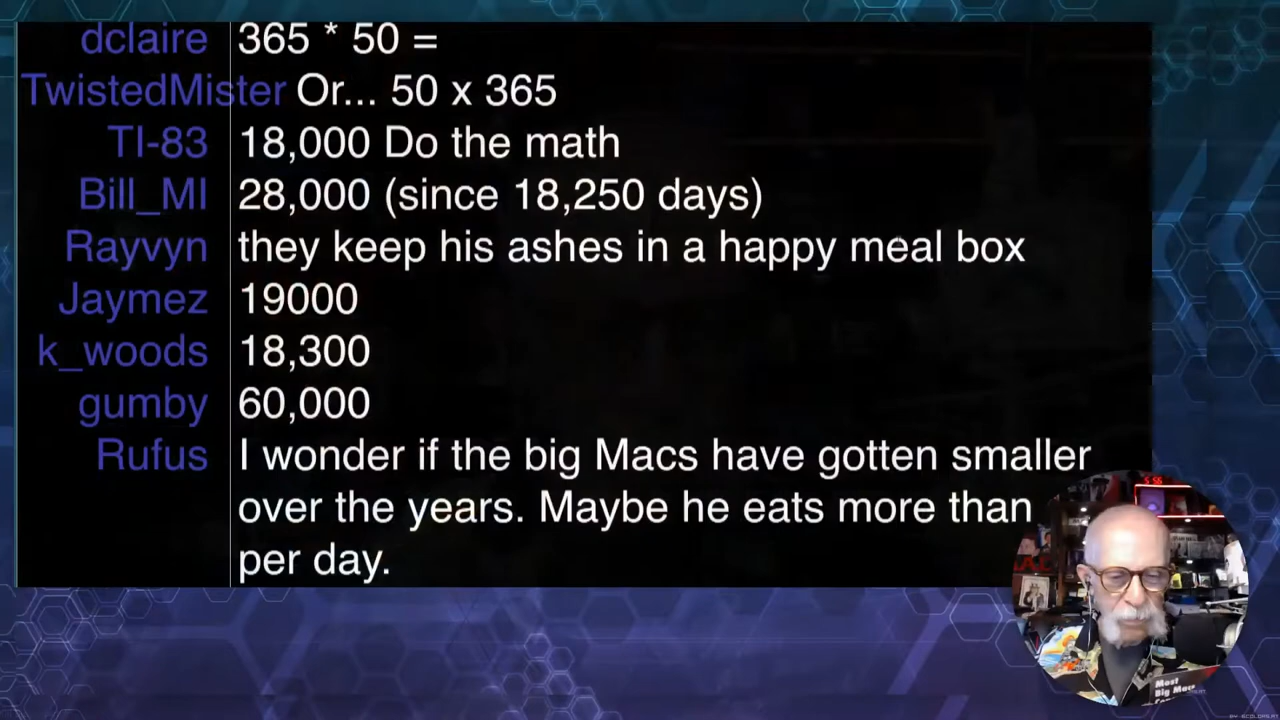 dclaire 365 * 50 =
TwistedMister Or... 50 x 365
TI-83 18,000 Do the math
Bill_MI 28,000 (since 18,250 days)
Rayvyn they keep his ashes in a happy meal box
Jaymez 19000
k_woods 18,300
gumby 60,000
Rufus I wonder if the big Macs have gotten smaller
over the years. Maybe he eats more than
per day.
Most
Big Macs